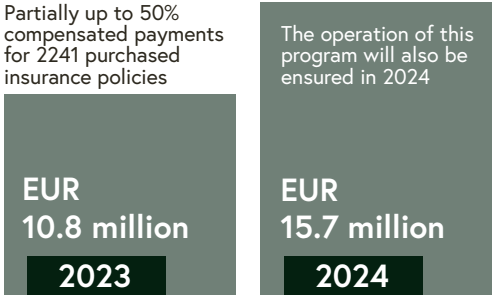 Partially up to 50%
compensated payments
for 2241 purchased
insurance policies
EUR
10.8 million
2023
The operation of this
program will also be
ensured in 2024
EUR
15.7 million
2024